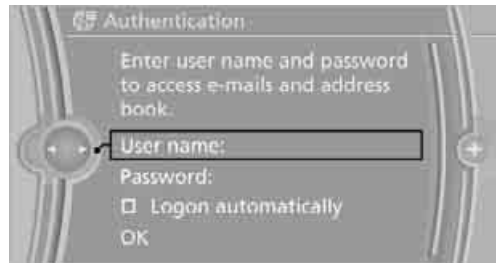 Authentication
Enter user name and password
to access e-mails and address
book.
User name:
Password:
Logon automatically
OK